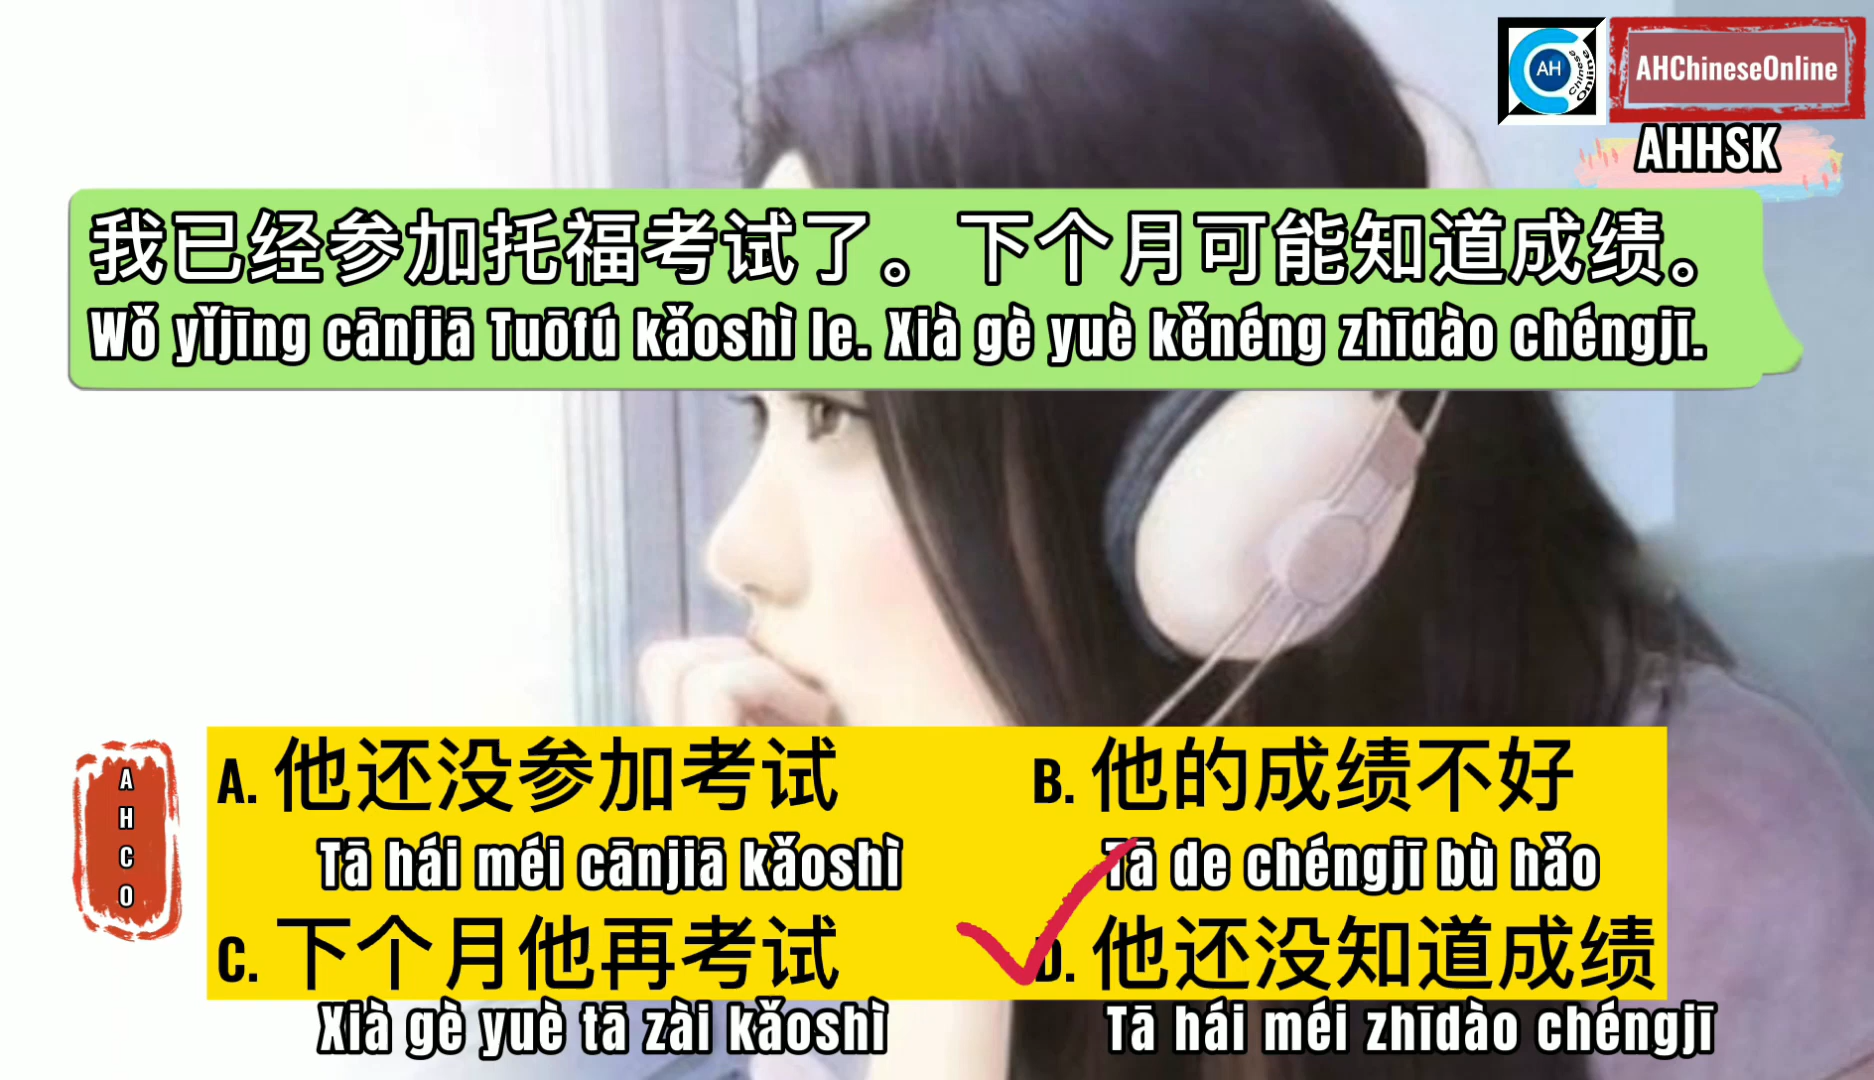 AH
Chinese
Online
AHChineseOnline
AHHSK
我已经参加托福考试了。下个月可能知道成绩。
Wǒ yǐjīng cānjiā Tuōfú kǎoshì le. Xià gè yuè kěnéng zhīdào chéngjī.
A. 他还没参加考试
Tā hái méi cānjiā kǎoshì
B. 他的成绩不好
Tā de chéngjī bù hǎo
C. 下个月他再考试
Xià gè yuè tā zài kǎoshì
D. 他还没知道成绩
Tā hái méi zhīdào chéngjī
AHCO